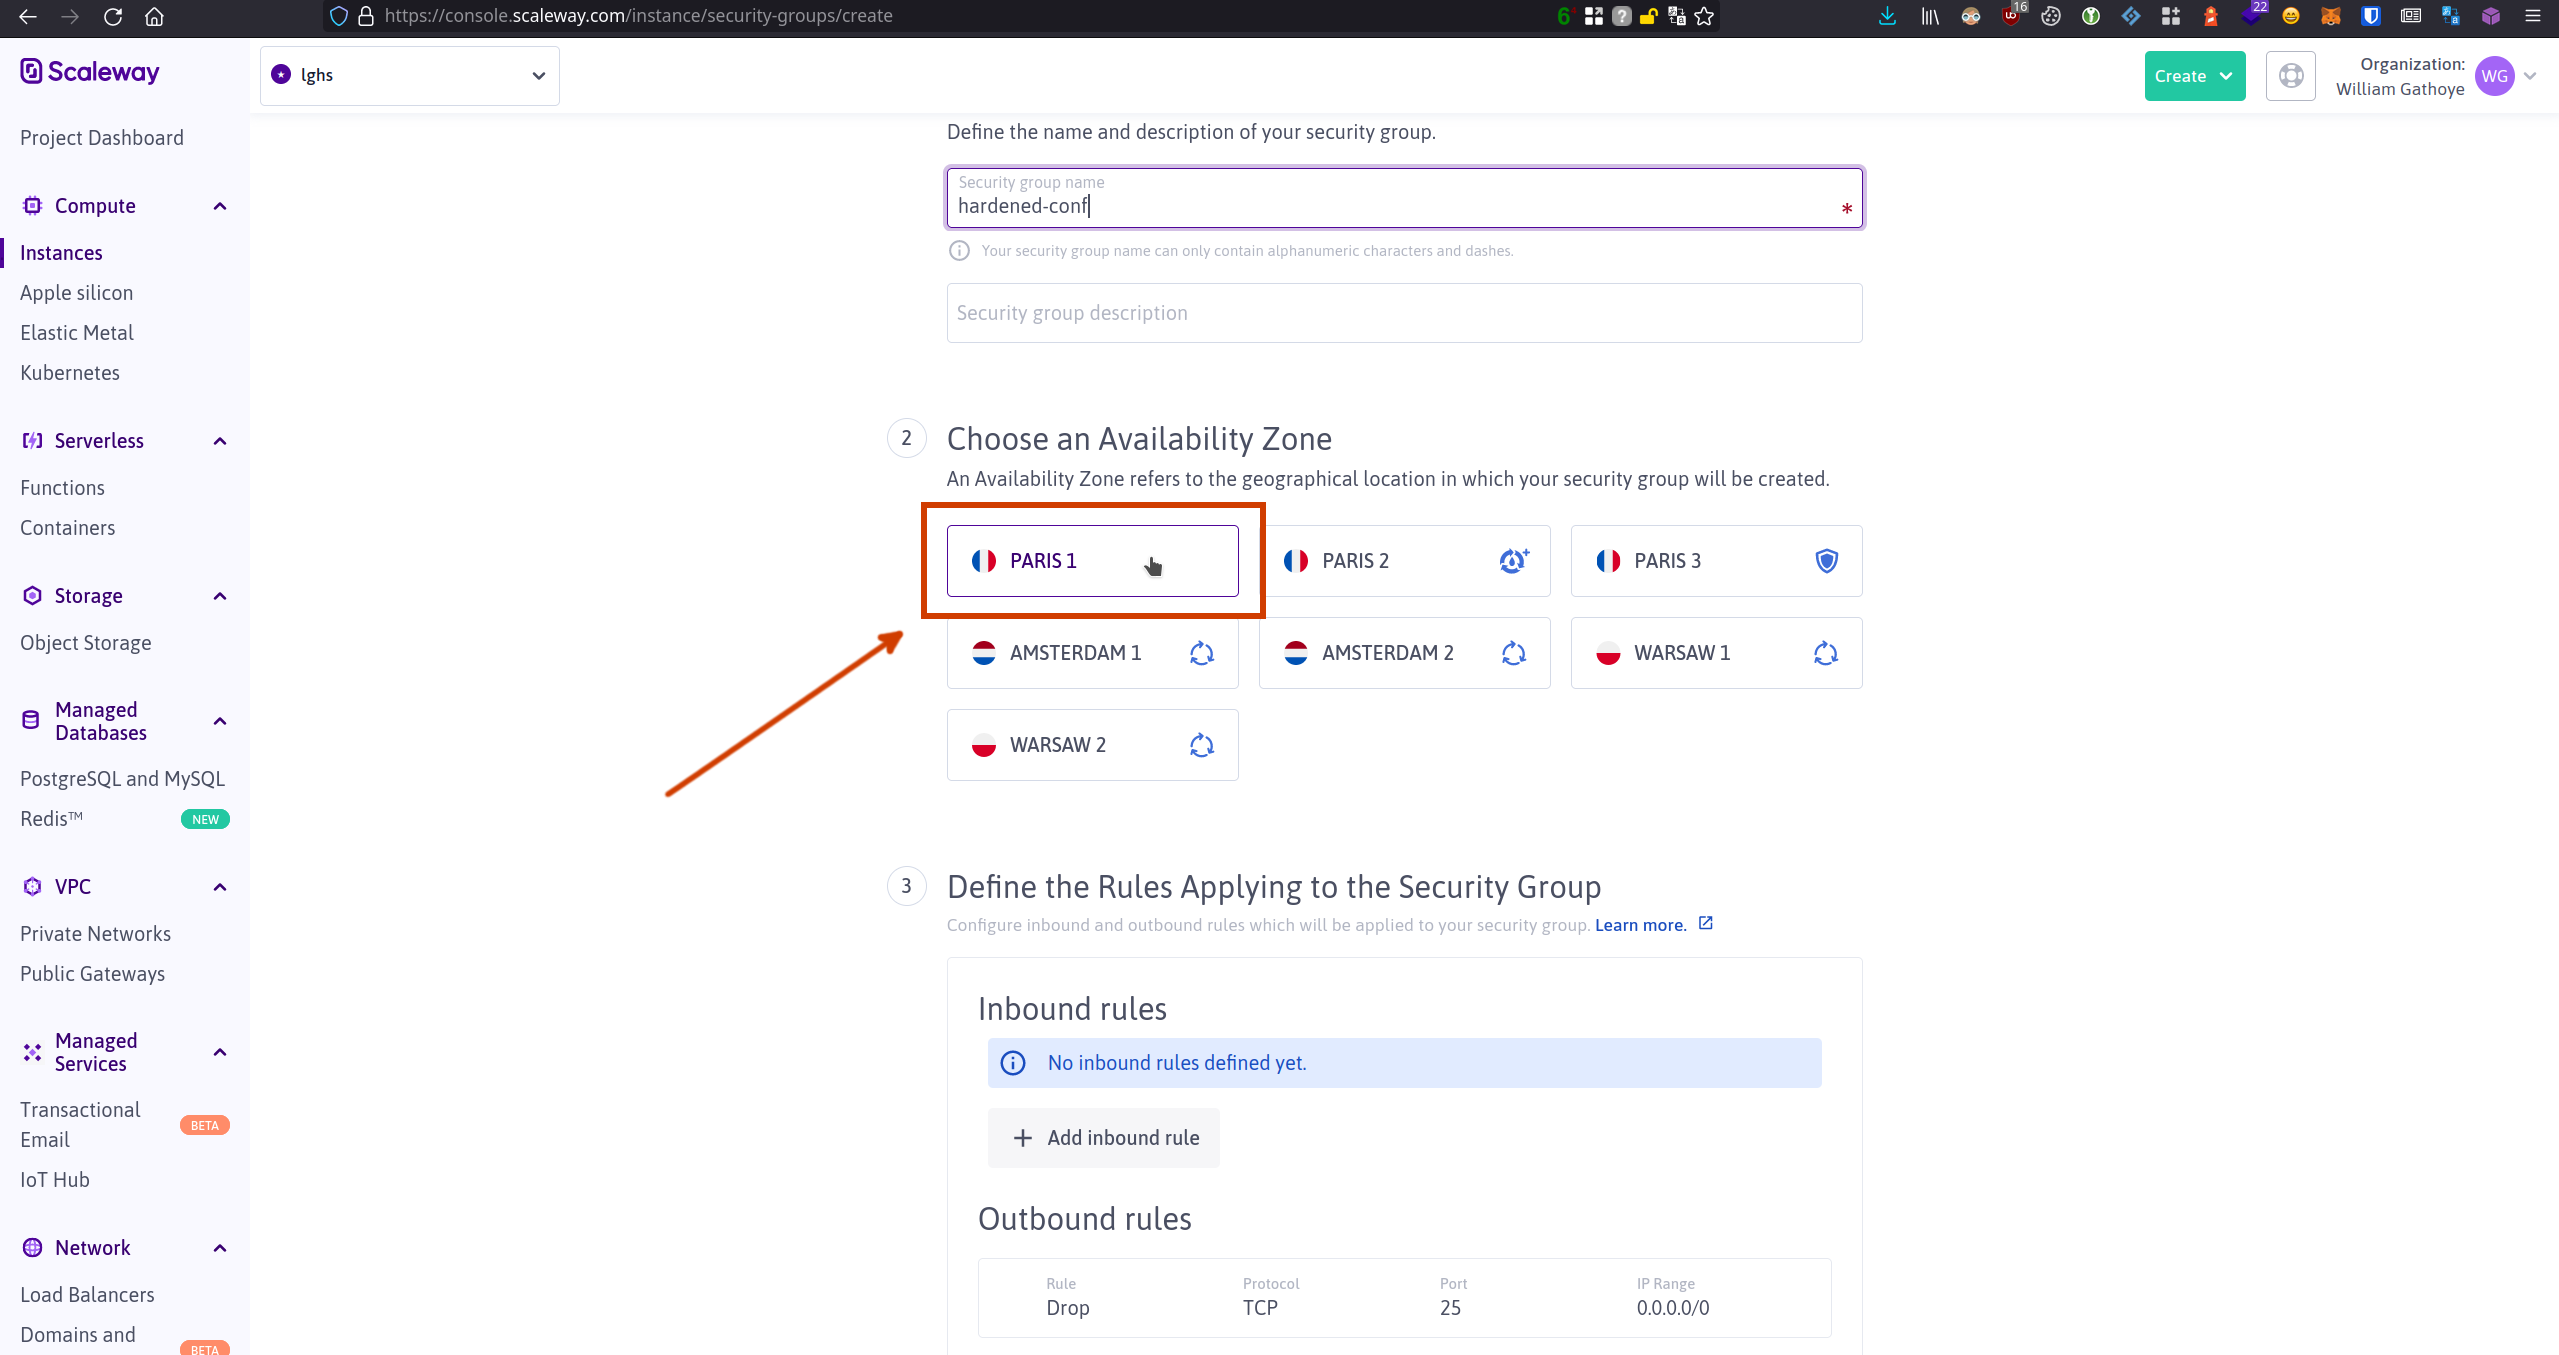 https://console.scaleway.com/instance/security-groups/create
16
22
Scaleway
lghs
Create
Organization:
William Gathoye
WG
Project Dashboard
Compute
Instances
Apple silicon
Elastic Metal
Kubernetes
Serverless
Functions
Containers
Storage
Object Storage
Managed
Databases
PostgreSQL and MySQL
Redis™
NEW
VPC
Private Networks
Public Gateways
Managed
Services
Transactional
Email
BETA
IoT Hub
Network
Load Balancers
Domains and
BETA
Define the name and description of your security group.
Security group name
hardened-conf
*
Your security group name can only contain alphanumeric characters and dashes.
Security group description
2
Choose an Availability Zone
An Availability Zone refers to the geographical location in which your security group will be created.
PARIS 1
PARIS 2
PARIS 3
AMSTERDAM 1
AMSTERDAM 2
WARSAW 1
WARSAW 2
3
Define the Rules Applying to the Security Group
Configure inbound and outbound rules which will be applied to your security group. Learn more.
Inbound rules
No inbound rules defined yet.
+ Add inbound rule
Outbound rules
Rule Protocol Port IP Range
Drop TCP 25 0.0.0.0/0